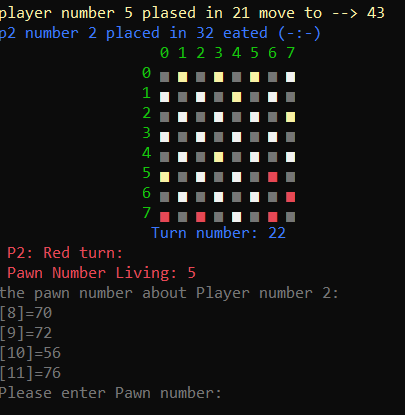 player number 5 plased in 21 move to --> 43
p2 number 2 placed in 32 eated (-:-)
0 1 2 3 4 5 6 7
0
1
2
3
4
5
6
7
Turn number: 22
P2: Red turn:
Pawn Number Living: 5
the pawn number about Player number 2:
[8]=70
[9]=72
[10]=56
[11]=76
Please enter Pawn number: